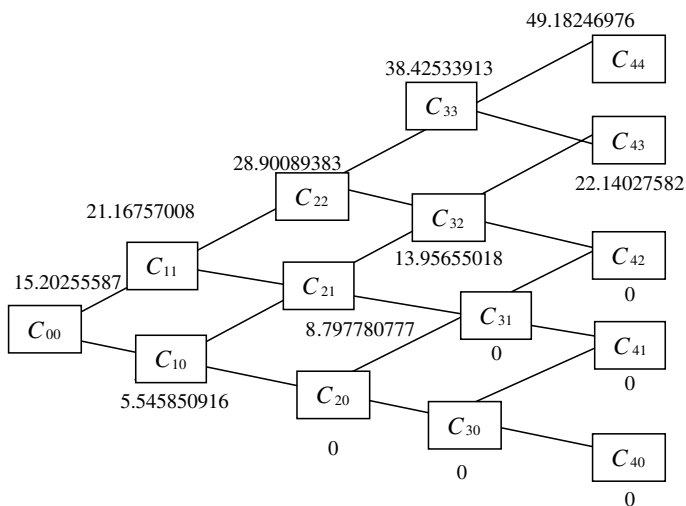 49.18246976
C44
38.42533913
C33
C43
28.90089383
22.14027582
C22
C32
21.16757008
13.95655018
C42
0
C11
15.20255587
C21
C31
8.797780777
0
C00
C41
0
C10
5.545850916
C20
0
C30
0
C40
0